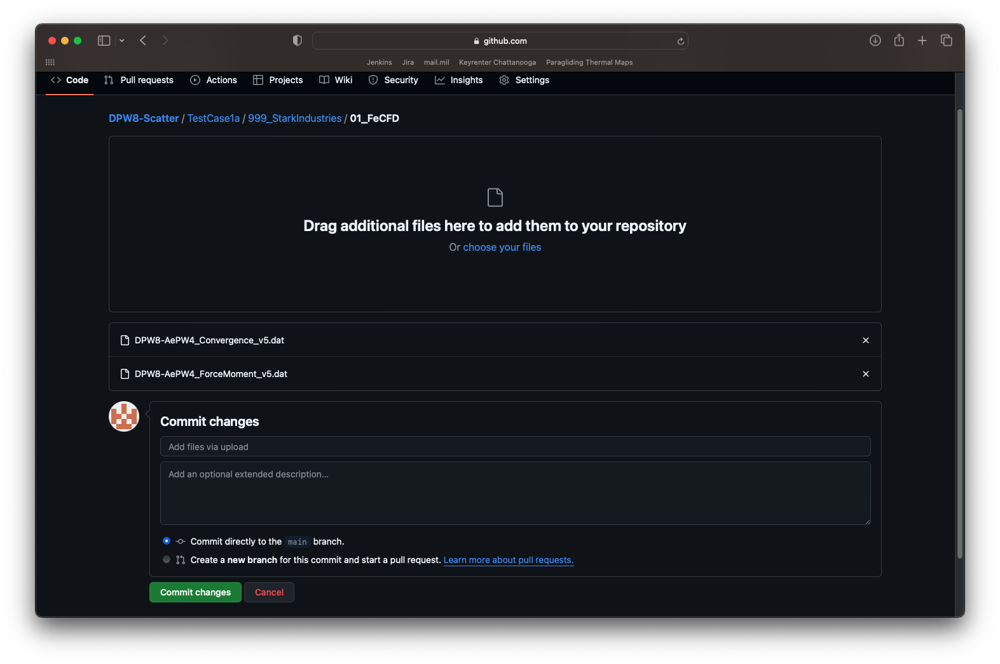 github.com
Jenkins Jira mail.mil Keyrenter Chattanooga Paragliding Thermal Maps
Code Pull requests Actions Projects Wiki Security Insights Settings
DPW8-Scatter / TestCase1a / 999_StarkIndustries / 01_FeCFD
Drag additional files here to add them to your repository
Or choose your files
DPW8-AePW4_Convergence_v5.dat
DPW8-AePW4_ForceMoment_v5.dat
Commit changes
Add files via upload
Add an optional extended description...
Commit directly to the main branch.
Create a new branch for this commit and start a pull request. Learn more about pull requests.
Commit changes Cancel